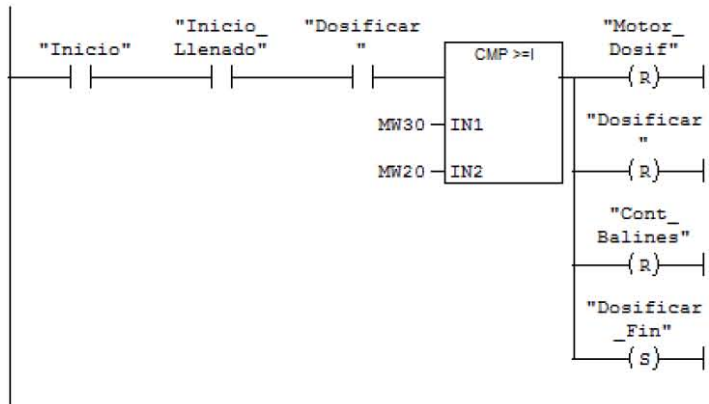 "Inicio"
"Inicio_
Llenado"
"Dosificar
"
CMP >=I
"Motor_
Dosif"
R
MW30
IN1
MW20
IN2
"Dosificar
"
R
"Cont_
Balines"
R
"Dosificar
_Fin"
S